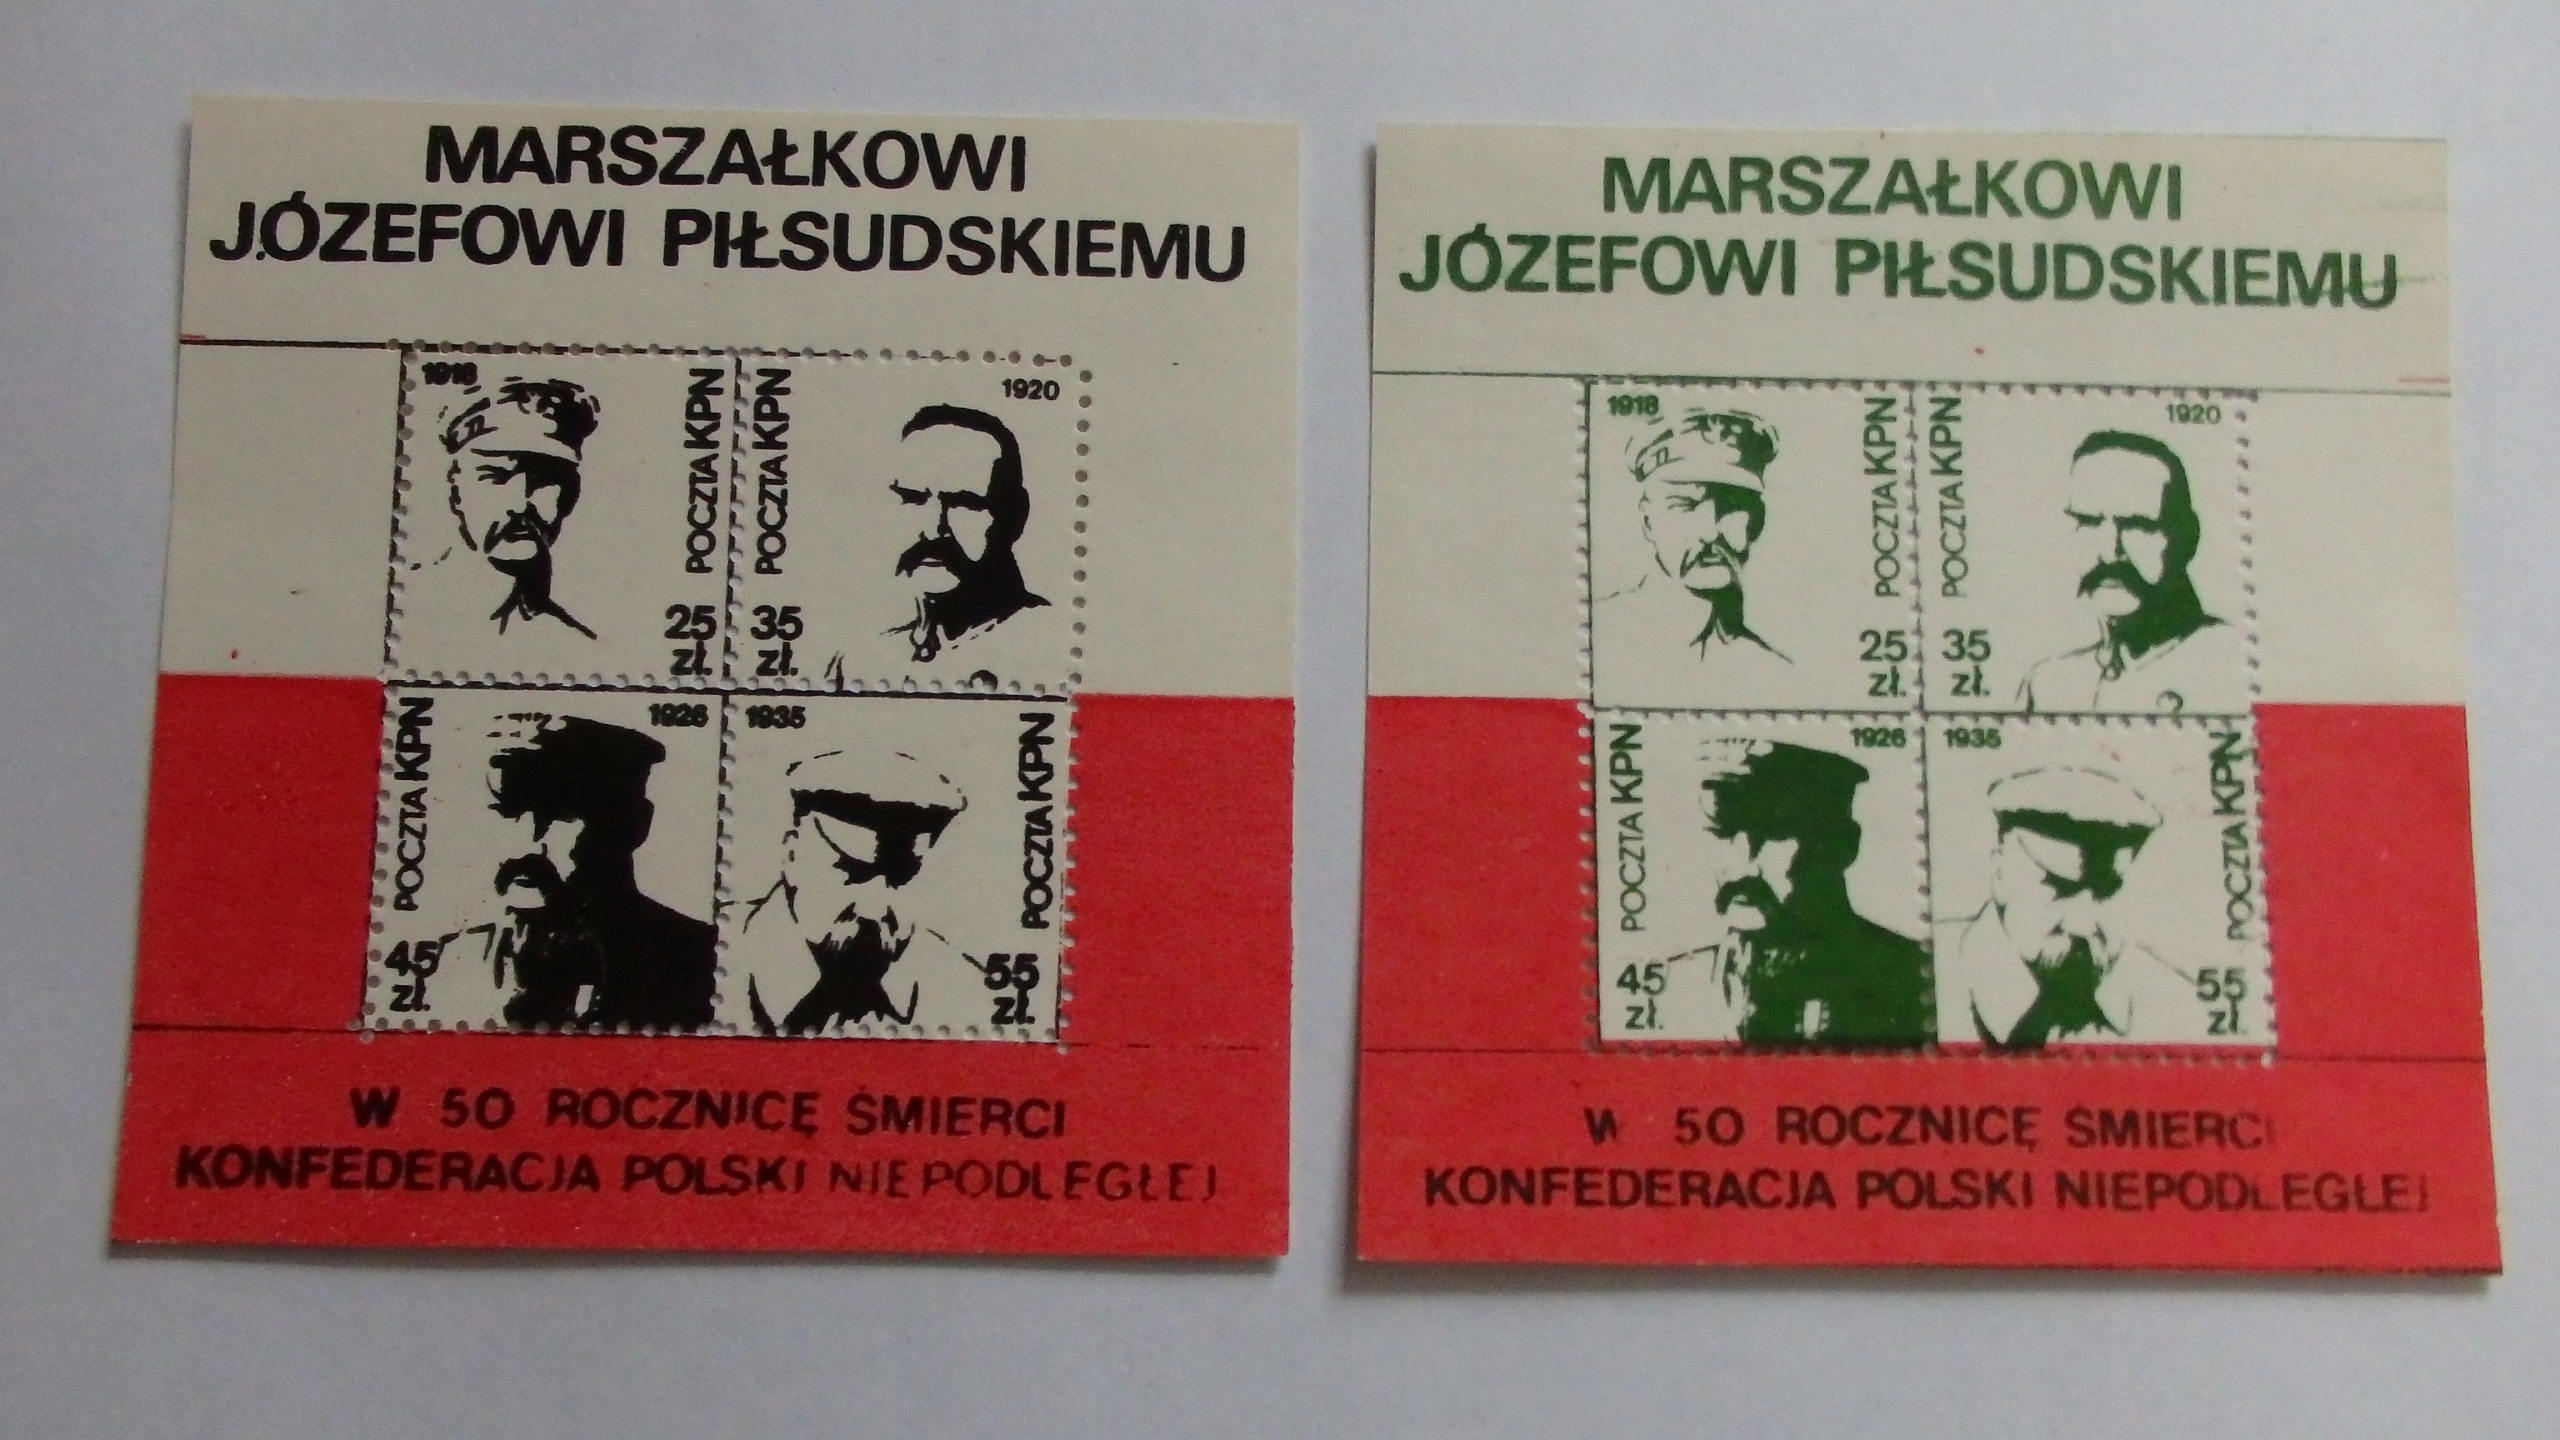 MARSZAŁKOWI
JÓZEFOWI PIŁSUDSKIEMU
1918
POCZTA KPN
25
zł.
POCZTA KPN
1920
35
zł.
POCZTA KPN
1926
45
zł.
1935
POCZTA KPN
55
zł.
W 50 ROCZNICĘ ŚMIERCI
KONFEDERACJA POLSKI NIEPODLEGŁEJ
MARSZAŁKOWI
JÓZEFOWI PIŁSUDSKIEMU
1918
POCZTA KPN
25
zł.
POCZTA KPN
1920
35
zł.
POCZTA KPN
1926
45
zł.
1935
POCZTA KPN
55
zł.
W 50 ROCZNICĘ ŚMIERCI
KONFEDERACJA POLSKI NIEPODLEGŁEJ